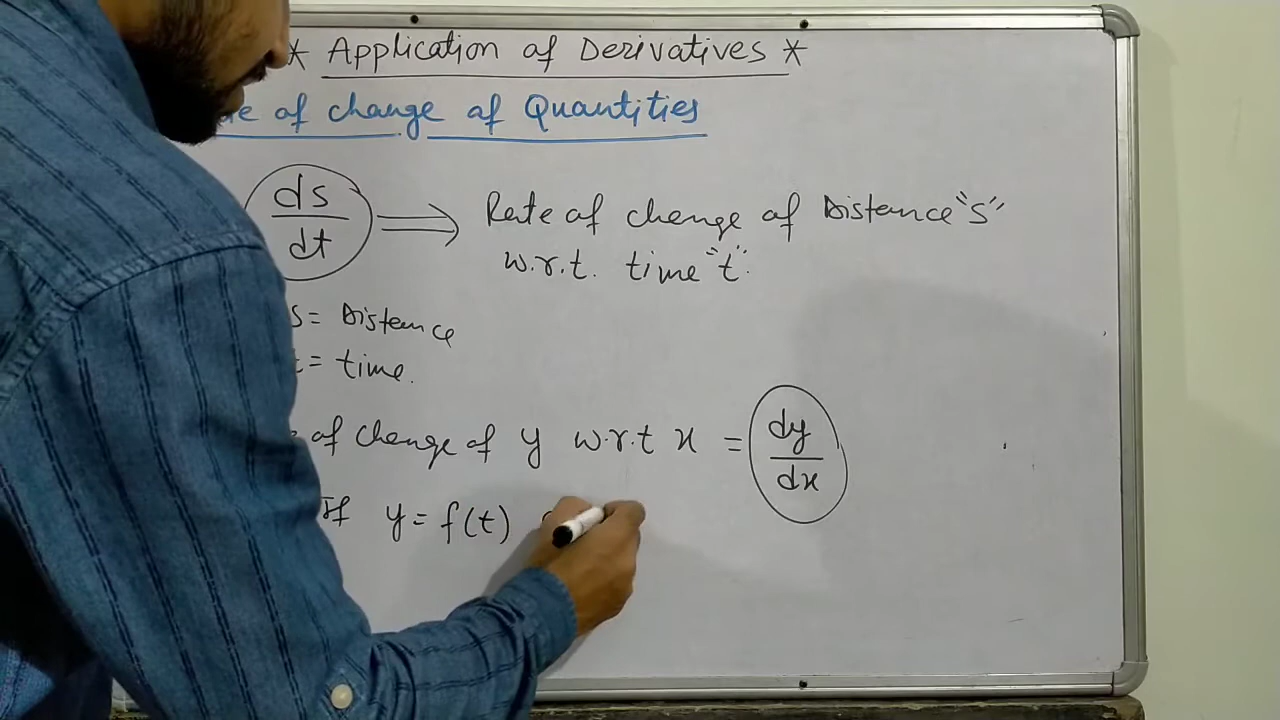 * Application of Derivatives *
of change of Quantities
ds/dt ⟹ Rate of change of Distance "s"
w.r.t. time "t".
s = Distance
t = time.
of change of y w.r.t x = dy/dx
If y = f(t)